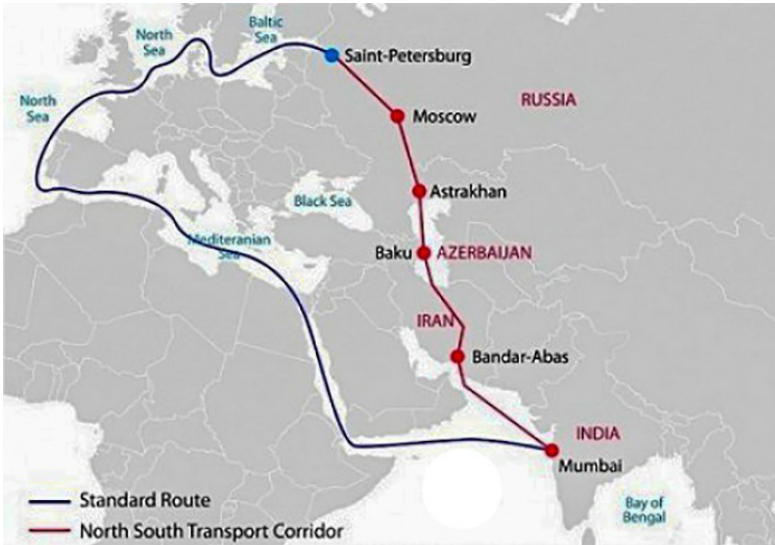 Baltic
Sea
North
Sea
Saint-Petersburg
North
Sea
RUSSIA
Moscow
Astrakhan
Black Sea
Mediteranian
Sea
Baku
AZERBAIJAN
IRAN
Bandar-Abas
INDIA
Mumbai
Standard Route
Bay of
Bengal
North South Transport Corridor